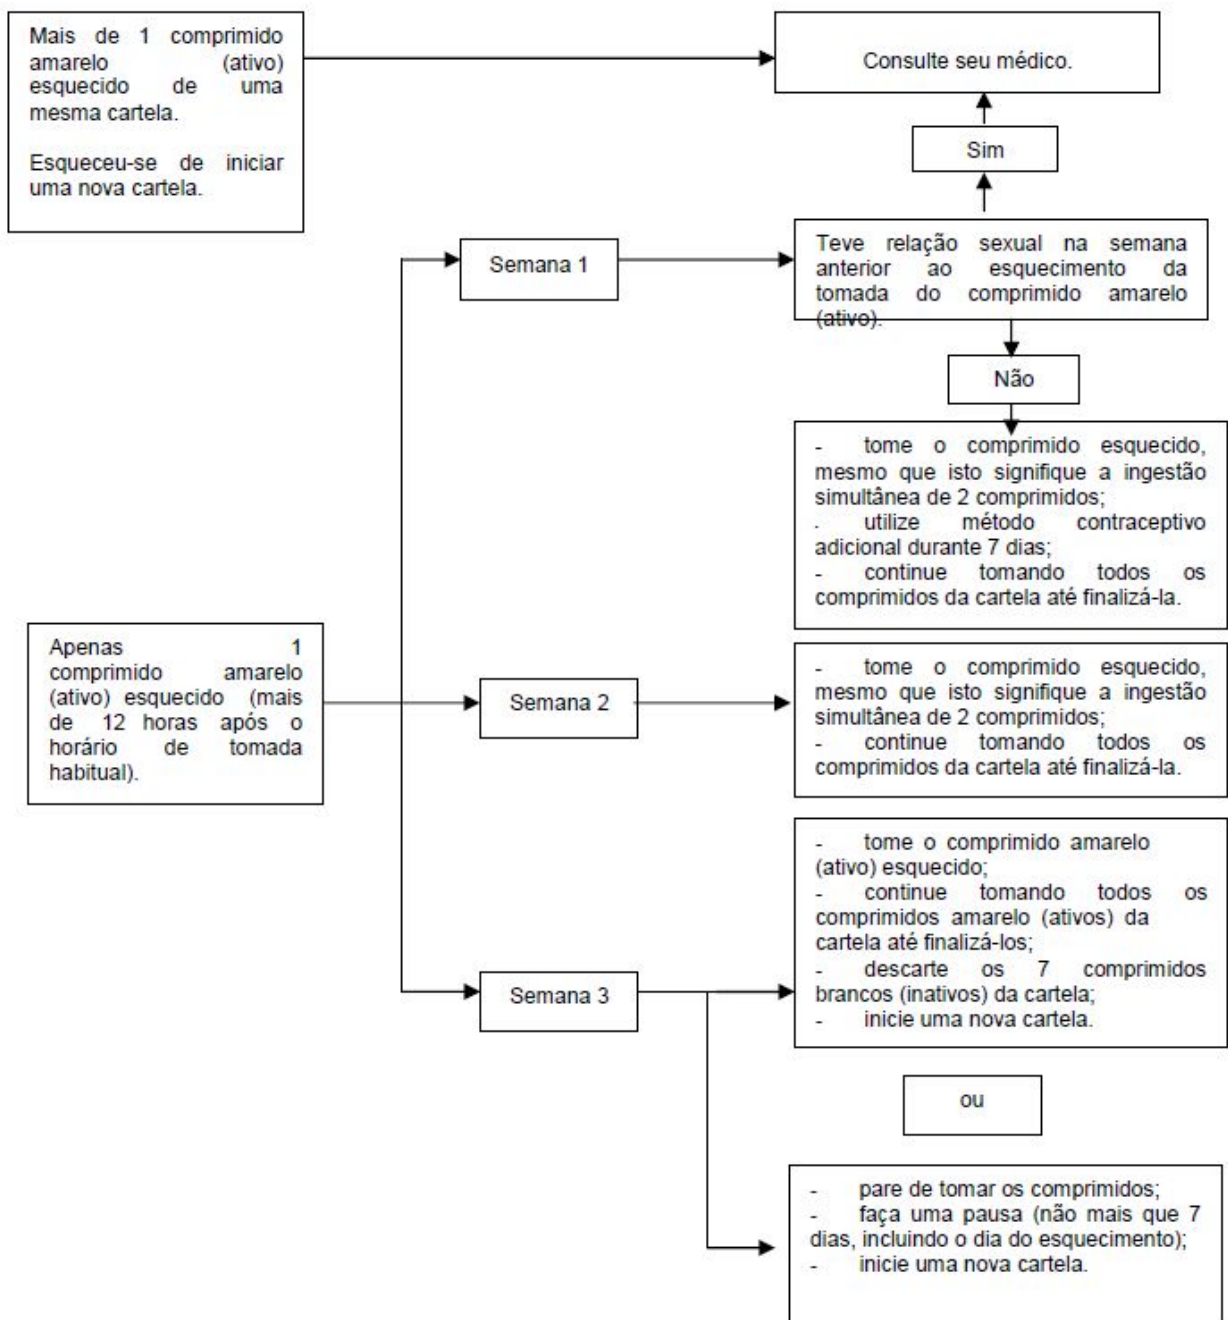 Mais de 1 comprimido
amarelo (ativo)
esquecido de uma
mesma cartela.
Esqueceu-se de iniciar
uma nova cartela.
Consulte seu médico.
Sim
Semana 1
Teve relação sexual na semana
anterior ao esquecimento da
tomada do comprimido amarelo
(ativo).
Não
- tome o comprimido esquecido,
mesmo que isto signifique a ingestão
simultânea de 2 comprimidos;
- utilize método contraceptivo
adicional durante 7 dias;
- continue tomando todos os
comprimidos da cartela até finalizá-la.
Apenas 1
comprimido amarelo
(ativo) esquecido (mais
de 12 horas após o
horário de tomada
habitual).
Semana 2
- tome o comprimido esquecido,
mesmo que isto signifique a ingestão
simultânea de 2 comprimidos;
- continue tomando todos os
comprimidos da cartela até finalizá-la.
Semana 3
- tome o comprimido amarelo
(ativo) esquecido;
- continue tomando todos os
comprimidos amarelo (ativos) da
cartela até finalizá-los;
- descarte os 7 comprimidos
brancos (inativos) da cartela;
- inicie uma nova cartela.
ou
- pare de tomar os comprimidos;
- faça uma pausa (não mais que 7
dias, incluindo o dia do esquecimento);
- inicie uma nova cartela.